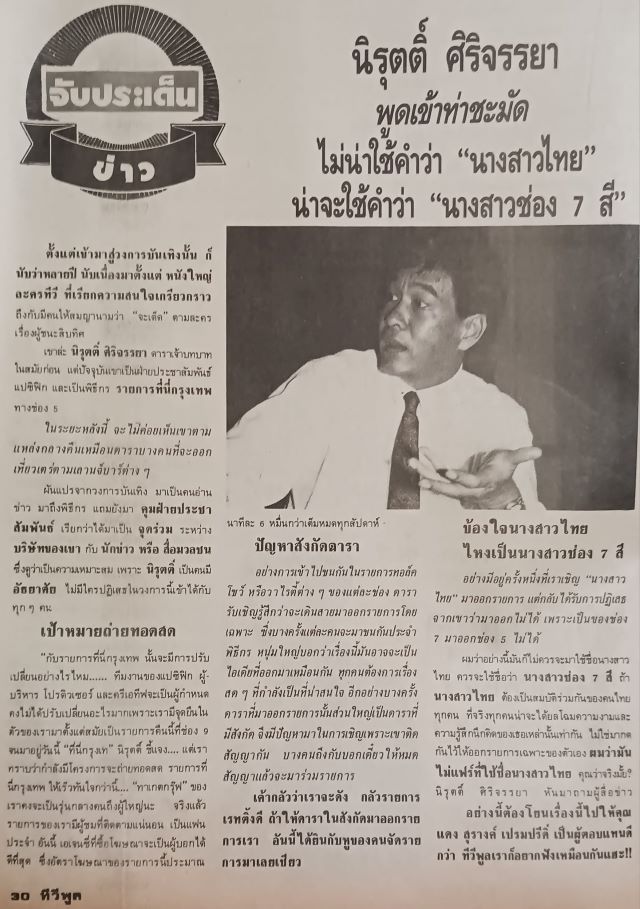 จับประเด็น
ข่าว
นิรุตติ์ ศิริจรรยา
พูดเข้าท่าชะมัด
ไม่น่าใช้คำว่า “นางสาวไทย”
น่าจะใช้คำว่า “นางสาวช่อง 7 สี”
ตั้งแต่เข้ามาสู่วงการบันเทิงนั้น ก็
นับว่าหลายปี นับเนื่องมาตั้งแต่ หนังใหญ่
ละครทีวี ที่เรียกความสนใจเกรียวกราว
ถึงกับมีคนให้สมญานามว่า “จะเด็ด” ตามละคร
เรื่องผู้ชนะสิบทิศ
เขาล่ะ นิรุตติ์ ศิริจรรยา ดาราเจ้าบทบาท
ในสมัยก่อน แต่ปัจจุบันเขาเป็นฝ่ายประชาสัมพันธ์
แปซิฟิก และเป็นพิธีกร รายการที่นี่กรุงเทพ
ทางช่อง 5
ในระยะหลังนี้ จะไม่ค่อยเห็นเขาตาม
แหล่งกลางคืนเหมือนดาราบางคนที่จะออก
เที่ยวเตร่ตามเลานจ์บาร์ต่าง ๆ
ผันแปรจากวงการบันเทิง มาเป็นคนอ่าน
ข่าว มาถึงพิธีกร แถมยังมา คุมฝ่ายประชา
สัมพันธ์ เรียกว่าได้มาเป็น จุดร่วม ระหว่าง
บริษัทของเขา กับ นักข่าว หรือ สื่อมวลชน
ซึ่งดูว่าเป็นความเหมาะสม เพราะ นิรุตติ์ เป็นคนมี
อัธยาศัย ไม่มีใครปฏิเสธในวงการนี้เข้าได้กับ
ทุก ๆ คน
เป้าหมายถ่ายทอดสด
“กับรายการที่นี่กรุงเทพ นั้นจะมีการปรับ
เปลี่ยนอย่างไรไหม...... ทีมงานของแปซิฟิก ผู้-
บริหาร โปรดิวเซอร์ และครีเอทีฟจะเป็นผู้กำหนด
คงไม่ได้ปรับเปลี่ยนอะไรมากเพราะเรามีจุดยืนใน
ตัวของเรามาตั้งแต่สมัยเป็นรายการคืนนี้ที่ช่อง 9
จนมาอยู่วันนี้ “ที่นี่กรุงเท” นิรุตติ์ ชี้แจง.... แต่เรา
ทราบว่ากำลังมีโครงการจะถ่ายทอดสด รายการที่
นี่กรุงเทพ ให้เร็วทันใจกว่านี้.... “ทาเกตกรุ๊ฟ” ของ
เราคงจะเป็นรุ่นกลางคนถึงผู้ใหญ่นะ จริงแล้ว
รายการของเรามีผู้ชมที่ติดตามแน่นอน เป็นแฟน
ประจำ อันนี้ เอเจนซี่ที่ซื้อโฆษณาจะเป็นผู้บอกได้
ดีที่สุด ซึ่งอัตราโฆษณาของรายการนี้ประมาณ
นาทีละ 6 หมื่นกว่าเต็มหมดทุกสัปดาห์
ปัญหาสังกัดดารา
อย่างการเข้าไปชนกันในรายการทอล์ค
โชว์ หรือวาไรตี้ต่าง ๆ ของแต่ละช่อง ดารา
รับเชิญรู้สึกว่าจะเดินสายมาออกรายการโดย
เฉพาะ ซึ่งบางครั้งแต่ละคนจะมาชนกันประจำ
พิธีกร หนุ่มใหญ่บอกว่าเรื่องนี้มันอาจจะเป็น
ไอเดียที่ออกมาเหมือนกัน ทุกคนต้องการเรื่อง
สด ๆ ที่กำลังเป็นที่น่าสนใจ อีกอย่างบางครั้ง
ดาราที่มาออกรายการนั้นส่วนใหญ่เป็นดาราที่
มีสังกัด จึงมีปัญหามาในการเชิญเพราะเขาติด
สัญญากัน บางคนถึงกับบอกเดี๋ยวให้หมด
สัญญาแล้วจะมาร่วมรายการ
เค้ากลัวว่าเราจะดัง กลัวรายการ
เรทติ้งดี ถ้าให้ดาราในสังกัดมาออกราย
การเรา อันนี้ได้ยินกับหูของคนจัดราย
การมาเลยเชียว
ข้องใจนางสาวไทย
ไหงเป็นนางสาวช่อง 7 สี
อย่างมีอยู่ครั้งหนึ่งที่เราเชิญ “นางสาว
ไทย” มาออกรายการ แต่กลับได้รับการปฏิเสธ
จากเขาว่ามาออกไม่ได้ เพราะเป็นของช่อง
7 มาออกช่อง 5 ไม่ได้
ผมว่าอย่างนี้มันก็ไม่ควรจะมาใช้ชื่อนางสาว
ไทย ควรจะใช้ชื่อว่า นางสาวช่อง 7 สี ถ้า
นางสาวไทย ต้องเป็นสมบัติร่วมกันของคนไทย
ทุกคน ที่จริงทุกคนน่าจะได้ยลโฉมความงามและ
ความรู้สึกนึกคิดของเธอเหล่านั้นเท่ากัน ไม่ใช่มากด
กันไว้ให้ออกรายการเฉพาะของตัวเอง ผมว่ามัน
ไม่แฟร์ที่ไปชื่อนางสาวไทย คุณว่าจริงมั้ย?
นิรุตติ์ ศิริจรรยา หันมาถามผู้สื่อข่าว
อย่างนี้ต้องโยนเรื่องนี้ไปให้คุณ
แดง สุรางค์ เปรมปรีดิ์ เป็นผู้ตอบแทนดี
กว่า ทีวีพูลเราก็อยากฟังเหมือนกันแฮะ!!
30 ทีวีพูล